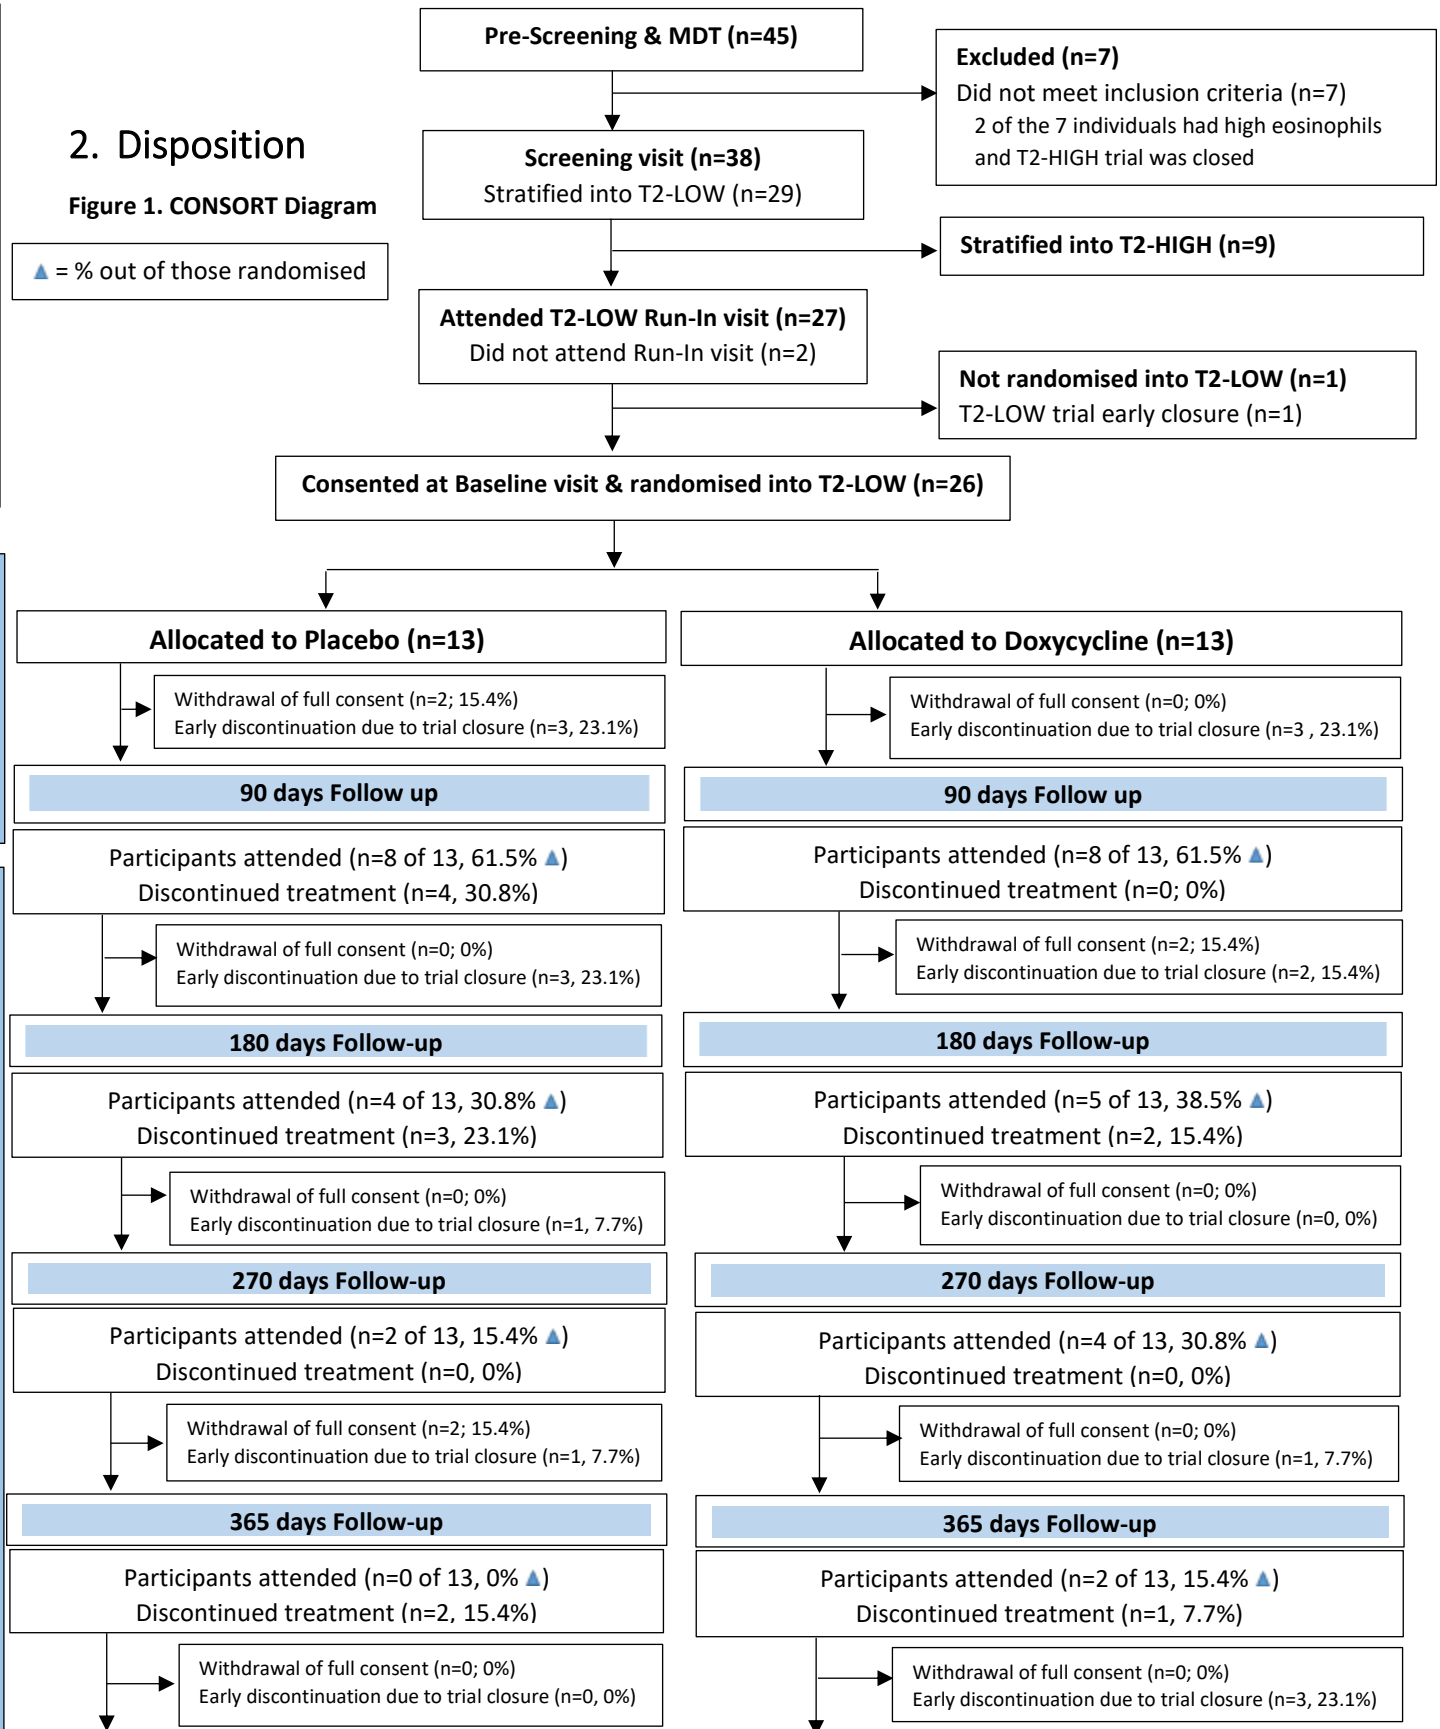 Pre-Screening & MDT (n=45)
Excluded (n=7)
Did not meet inclusion criteria (n=7)
2 of the 7 individuals had high eosinophils
and T2-HIGH trial was closed
2. Disposition
Figure 1. CONSORT Diagram
▲ = % out of those randomised
Screening visit (n=38)
Stratified into T2-LOW (n=29)
Stratified into T2-HIGH (n=9)
Attended T2-LOW Run-In visit (n=27)
Did not attend Run-In visit (n=2)
Not randomised into T2-LOW (n=1)
T2-LOW trial early closure (n=1)
Consented at Baseline visit & randomised into T2-LOW (n=26)
Allocated to Placebo (n=13)
Withdrawal of full consent (n=2; 15.4%)
Early discontinuation due to trial closure (n=3, 23.1%)
90 days Follow up
Participants attended (n=8 of 13, 61.5% ▲)
Discontinued treatment (n=4, 30.8%)
Withdrawal of full consent (n=0; 0%)
Early discontinuation due to trial closure (n=3, 23.1%)
180 days Follow-up
Participants attended (n=4 of 13, 30.8% ▲)
Discontinued treatment (n=3, 23.1%)
Withdrawal of full consent (n=0; 0%)
Early discontinuation due to trial closure (n=1, 7.7%)
270 days Follow-up
Participants attended (n=2 of 13, 15.4% ▲)
Discontinued treatment (n=0, 0%)
Withdrawal of full consent (n=2; 15.4%)
Early discontinuation due to trial closure (n=1, 7.7%)
365 days Follow-up
Participants attended (n=0 of 13, 0% ▲)
Discontinued treatment (n=2, 15.4%)
Withdrawal of full consent (n=0; 0%)
Early discontinuation due to trial closure (n=0, 0%)
Allocated to Doxycycline (n=13)
Withdrawal of full consent (n=0; 0%)
Early discontinuation due to trial closure (n=3 , 23.1%)
90 days Follow up
Participants attended (n=8 of 13, 61.5% ▲)
Discontinued treatment (n=0; 0%)
Withdrawal of full consent (n=2; 15.4%)
Early discontinuation due to trial closure (n=2, 15.4%)
180 days Follow-up
Participants attended (n=5 of 13, 38.5% ▲)
Discontinued treatment (n=2, 15.4%)
Withdrawal of full consent (n=0; 0%)
Early discontinuation due to trial closure (n=0, 0%)
270 days Follow-up
Participants attended (n=4 of 13, 30.8% ▲)
Discontinued treatment (n=0, 0%)
Withdrawal of full consent (n=0; 0%)
Early discontinuation due to trial closure (n=1, 7.7%)
365 days Follow-up
Participants attended (n=2 of 13, 15.4% ▲)
Discontinued treatment (n=1, 7.7%)
Withdrawal of full consent (n=0; 0%)
Early discontinuation due to trial closure (n=3, 23.1%)